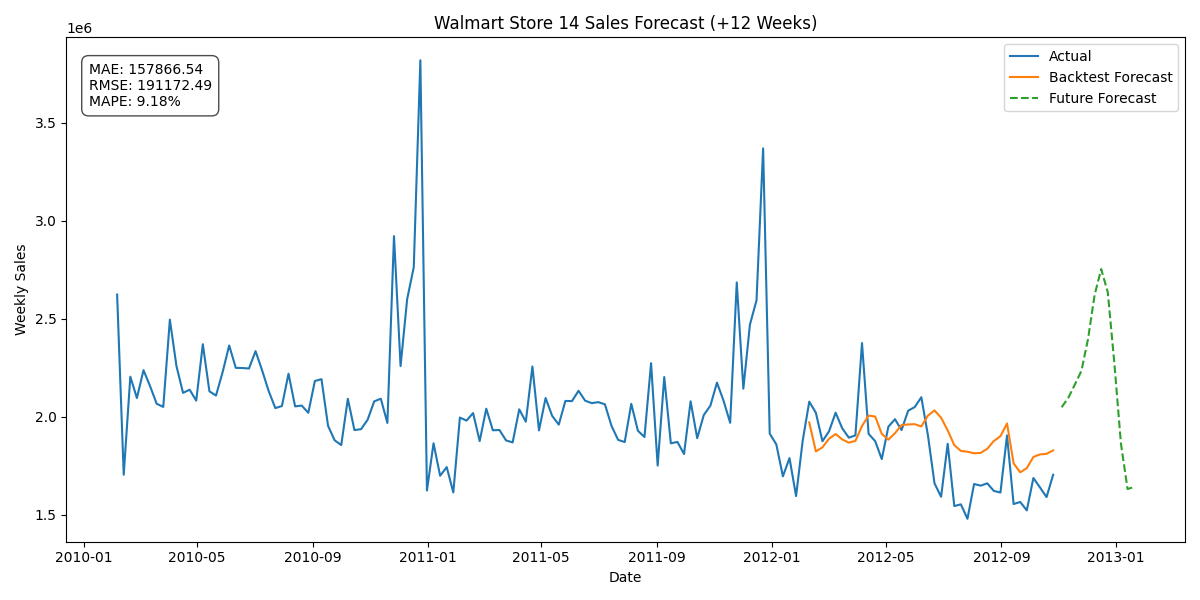 Walmart Store 14 Sales Forecast (+12 Weeks)
1e6
MAE: 157866.54
RMSE: 191172.49
MAPE: 9.18%
Actual
Backtest Forecast
Future Forecast
3.5
3.0
2.5
2.0
1.5
Weekly Sales
2010-01
2010-05
2010-09
2011-01
2011-05
2011-09
2012-01
2012-05
2012-09
2013-01
Date